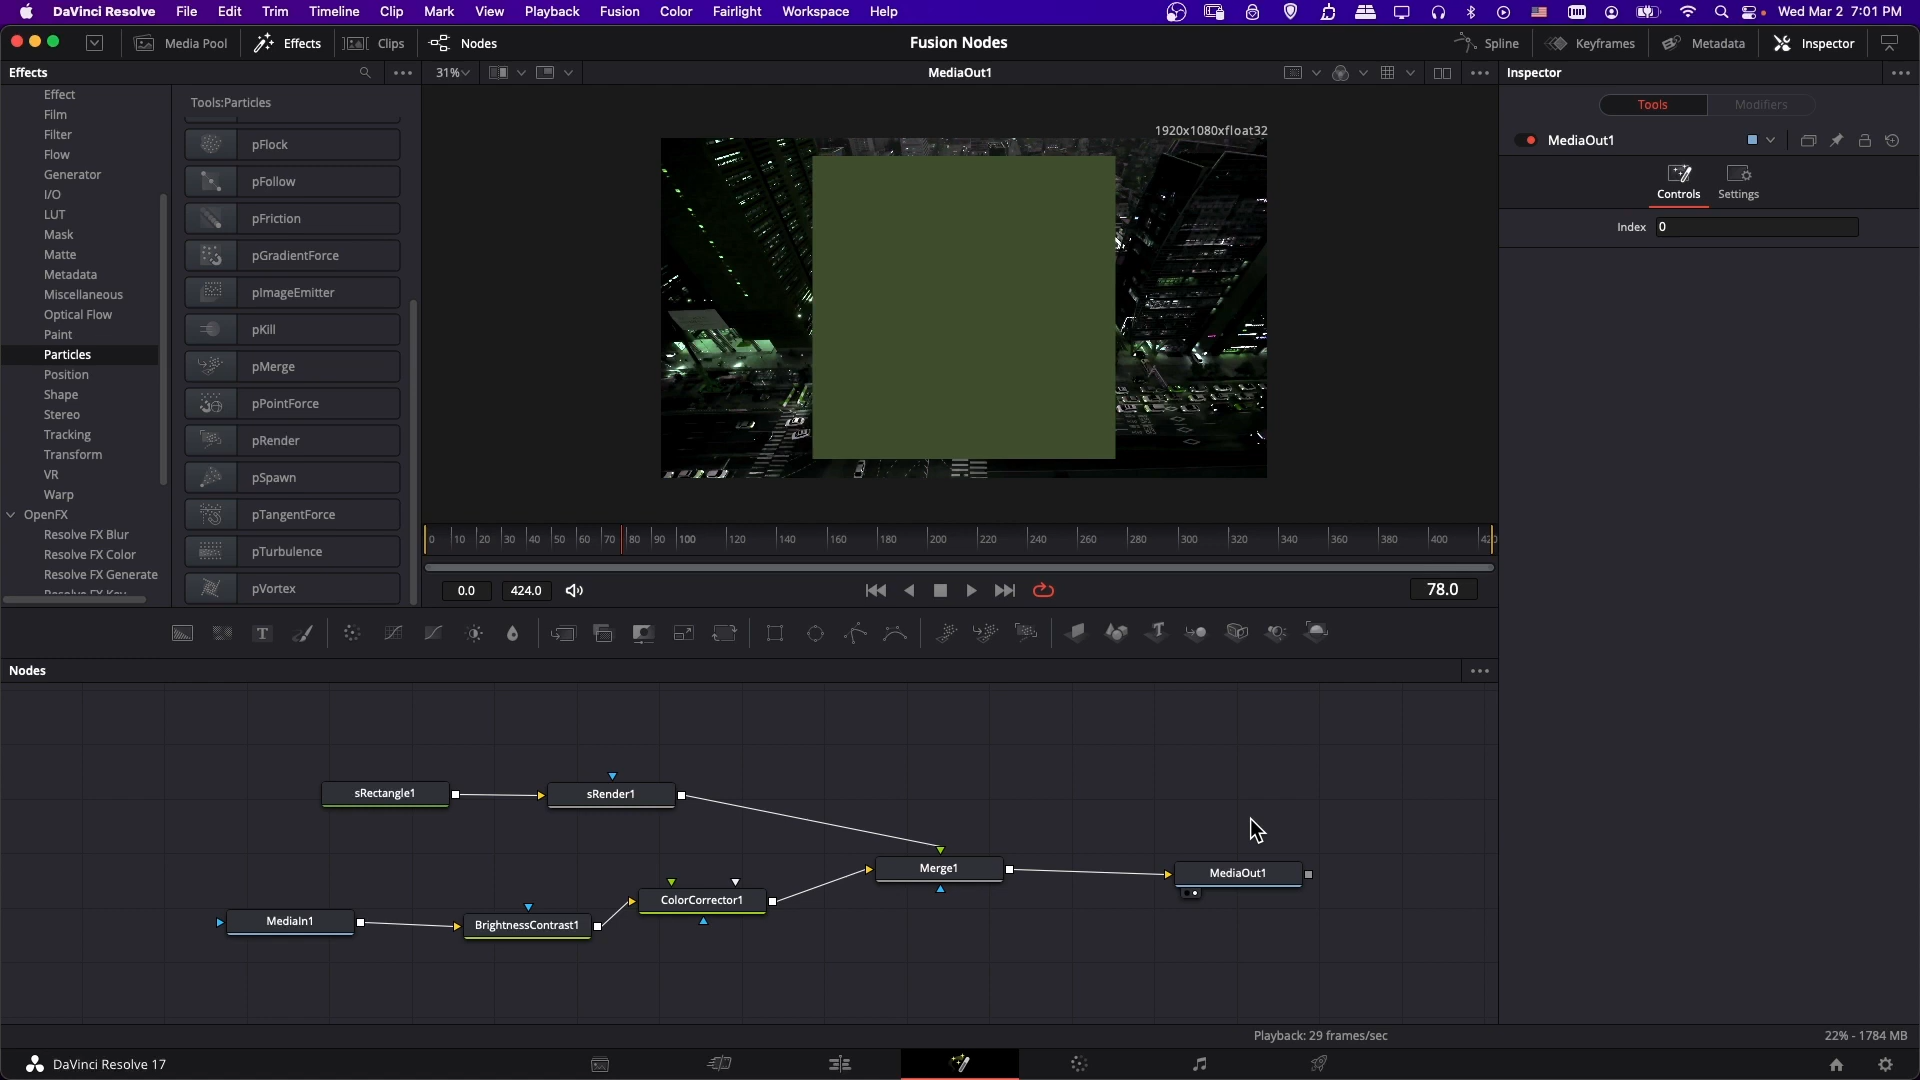 DaVinci Resolve File Edit Trim Timeline Clip Mark View Playback Fusion Color Fairlight Workspace Help Wed Mar 2 7:01 PM
Media Pool Effects Clips Nodes Fusion Nodes Spline Keyframes Metadata Inspector
Effects 31% MediaOut1 Inspector
Effect
Film
Filter
Flow
Generator
I/O
LUT
Mask
Matte
Metadata
Miscellaneous
Optical Flow
Paint
Particles
Position
Shape
Stereo
Tracking
Transform
VR
Warp
OpenFX
Resolve FX Blur
Resolve FX Color
Resolve FX Generate
Resolve FX Key
Tools:Particles
pFlock
pFollow
pFriction
pGradientForce
pImageEmitter
pKill
pMerge
pPointForce
pRender
pSpawn
pTangentForce
pTurbulence
pVortex
1920x1080xfloat32
0 10 20 30 40 50 60 70 80 90 100 120 140 160 180 200 220 240 260 280 300 320 340 360 380 400 420
0.0 424.0 78.0
Tools Modifiers
MediaOut1
Controls Settings
Index 0
T
Nodes
sRectangle1 sRender1
Merge1 MediaOut1
ColorCorrector1
MediaIn1 BrightnessContrast1
Playback: 29 frames/sec 22% - 1784 MB
DaVinci Resolve 17